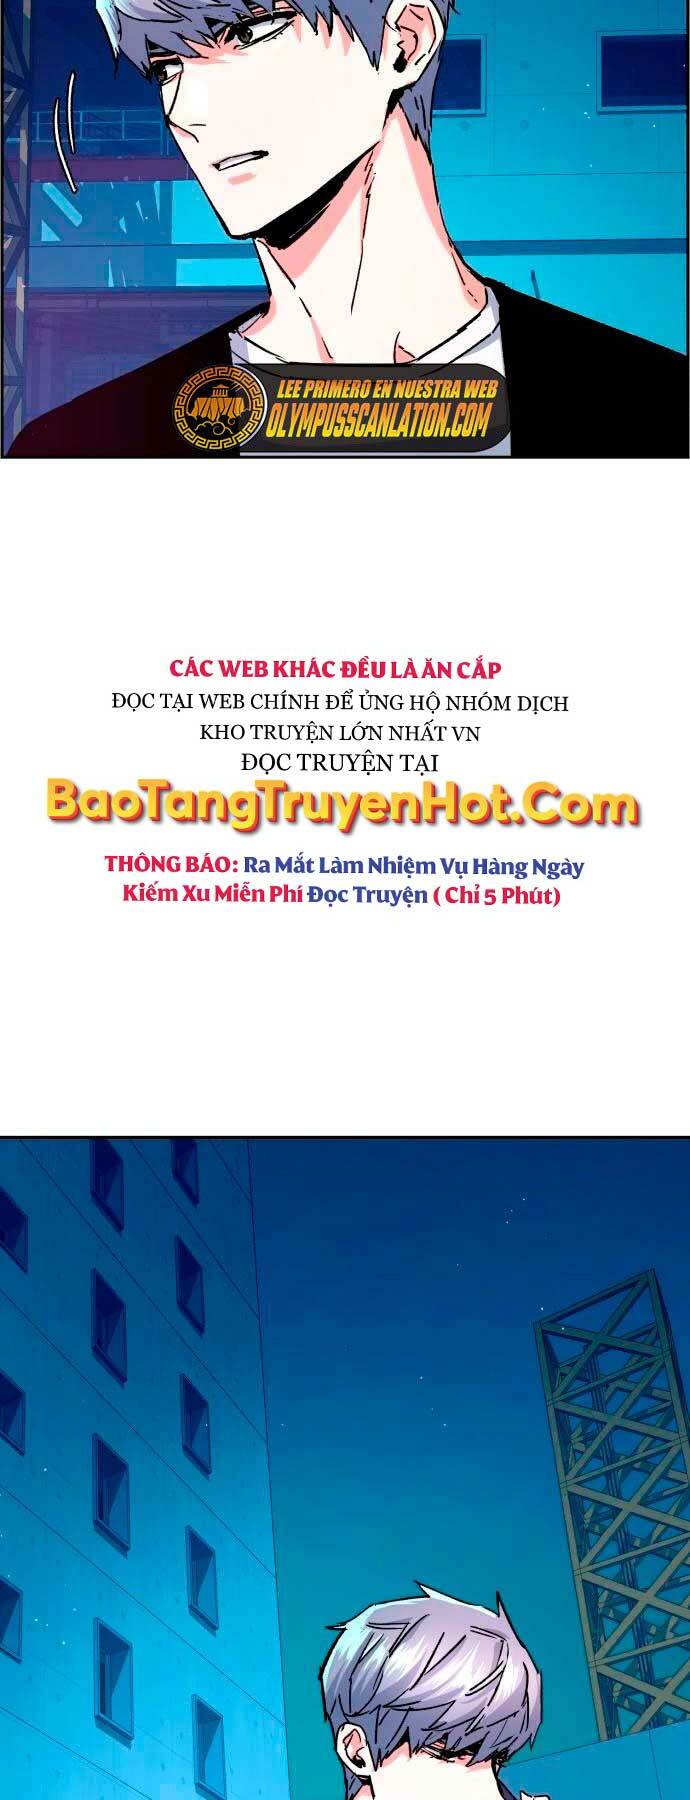 LEE PRIMERO EN NUESTRA WEB
OLYMPUSSCANLATION.COM
CÁC WEB KHÁC ĐỀU LÀ ĂN CẮP
ĐỌC TẠI WEB CHÍNH ĐỂ ỦNG HỘ NHÓM DỊCH
KHO TRUYỆN LỚN NHẤT VN
ĐỌC TRUYỆN TẠI
BaoTangTruyenHot.Com
THÔNG BÁO: Ra Mắt Làm Nhiệm Vụ Hàng Ngày
Kiếm Xu Miễn Phí Đọc Truyện ( Chỉ 5 Phút)